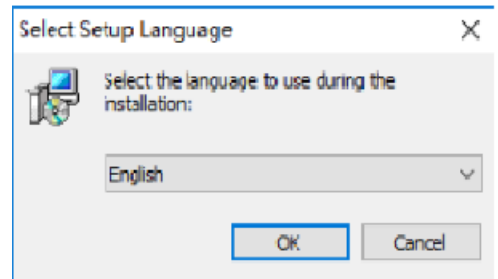 Select Setup Language
Select the language to use during the
installation:
English
OK
Cancel